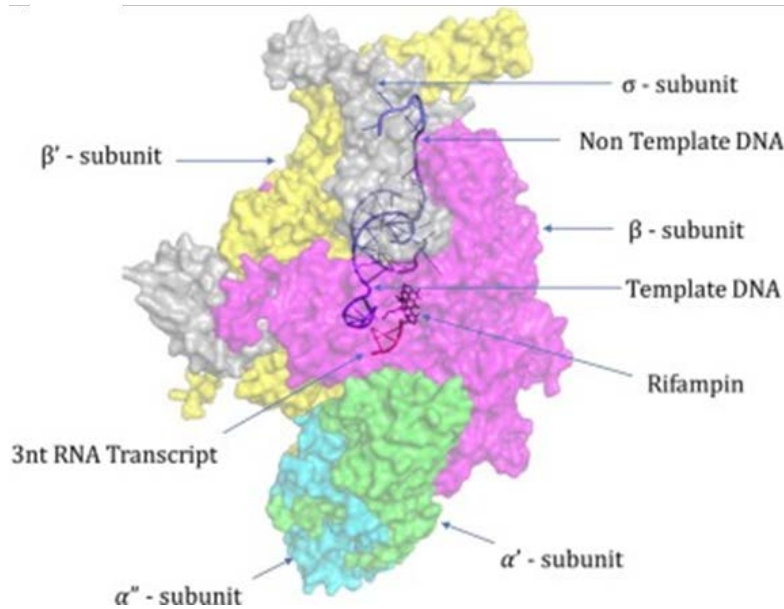 σ - subunit
Non Template DNA
β' - subunit
β - subunit
Template DNA
Rifampin
3nt RNA Transcript
α' - subunit
α" - subunit